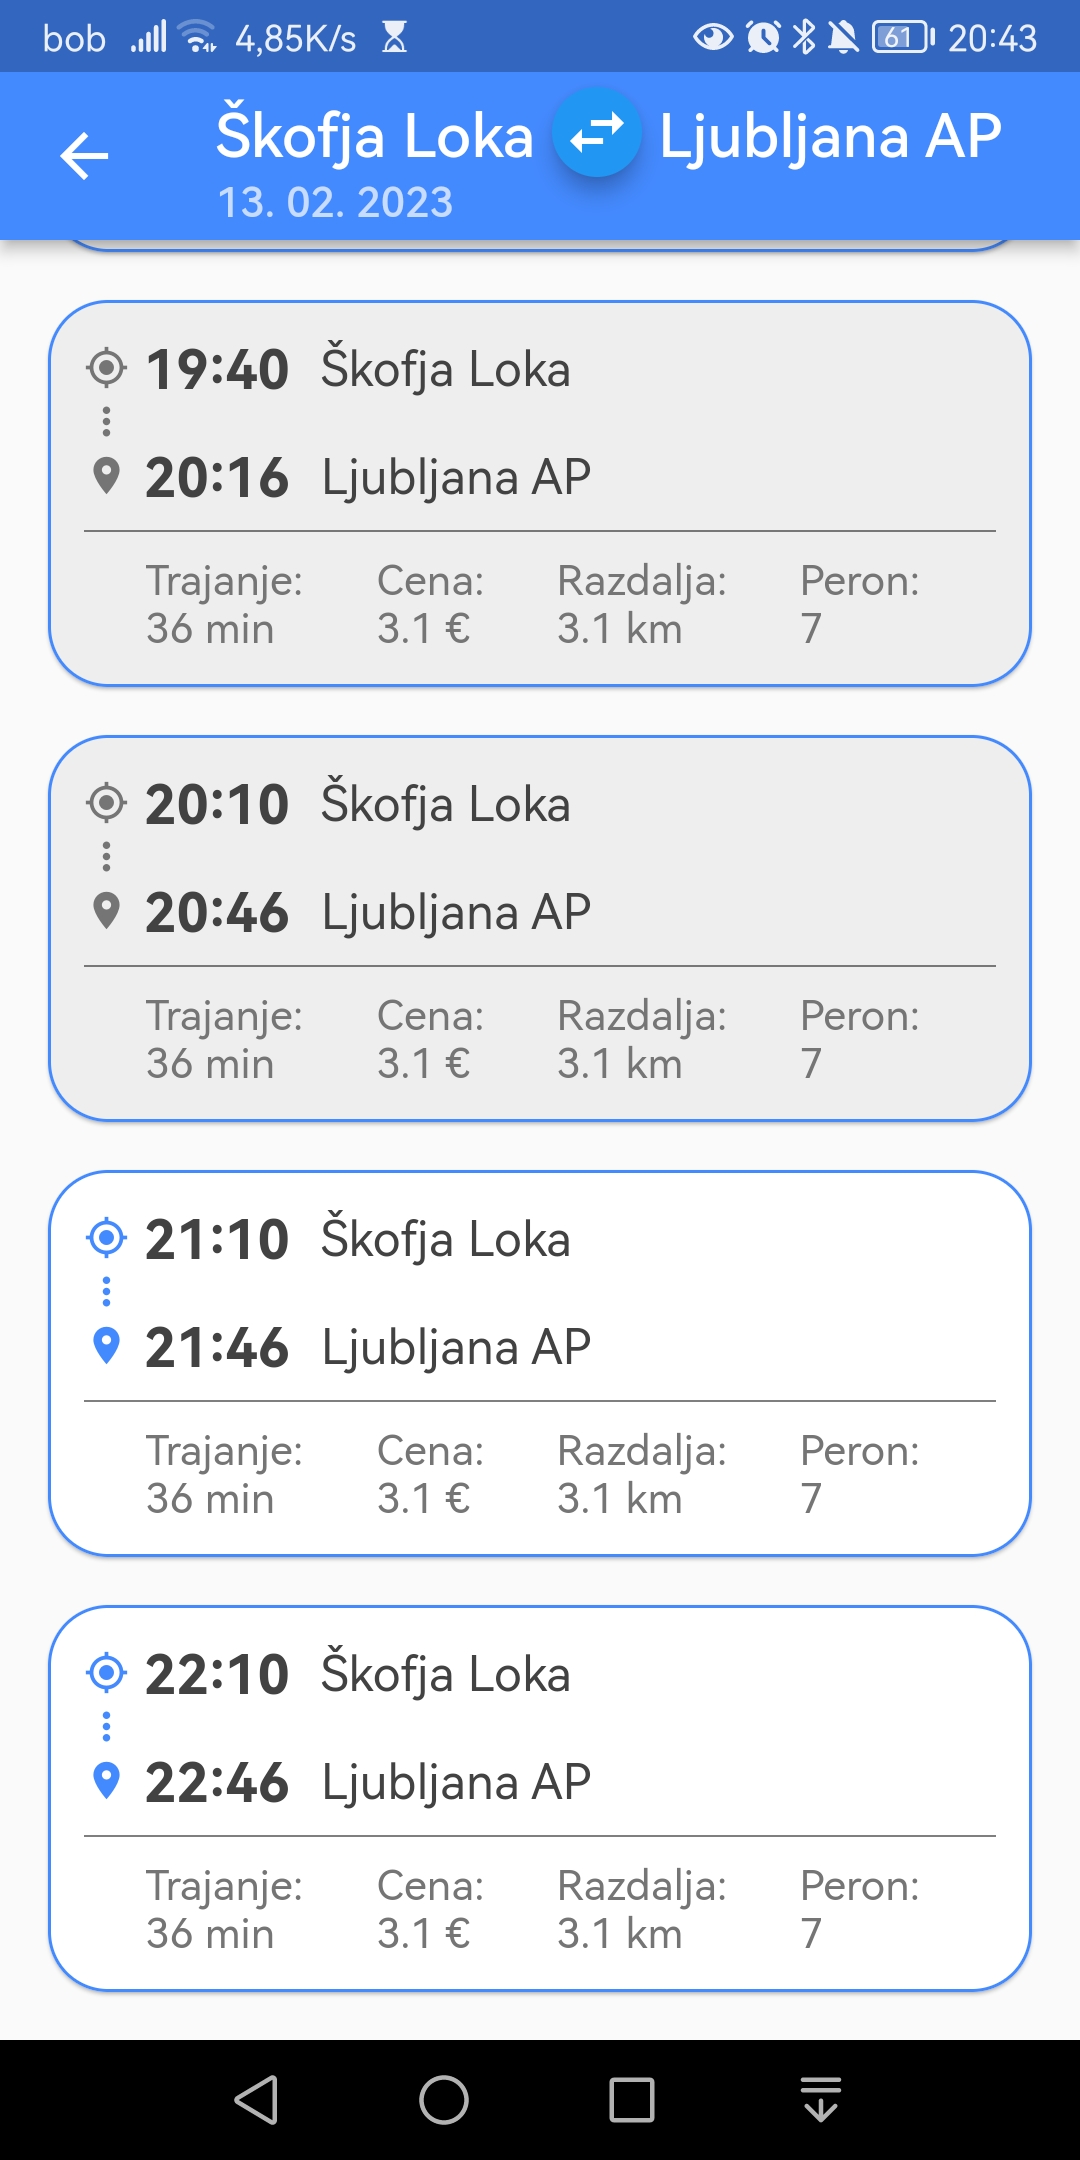 bob 4,85K/s 61 20:43
Škofja Loka Ljubljana AP
13. 02. 2023
19:40 Škofja Loka
20:16 Ljubljana AP
Trajanje: Cena: Razdalja: Peron:
36 min 3.1 € 3.1 km 7
20:10 Škofja Loka
20:46 Ljubljana AP
Trajanje: Cena: Razdalja: Peron:
36 min 3.1 € 3.1 km 7
21:10 Škofja Loka
21:46 Ljubljana AP
Trajanje: Cena: Razdalja: Peron:
36 min 3.1 € 3.1 km 7
22:10 Škofja Loka
22:46 Ljubljana AP
Trajanje: Cena: Razdalja: Peron:
36 min 3.1 € 3.1 km 7